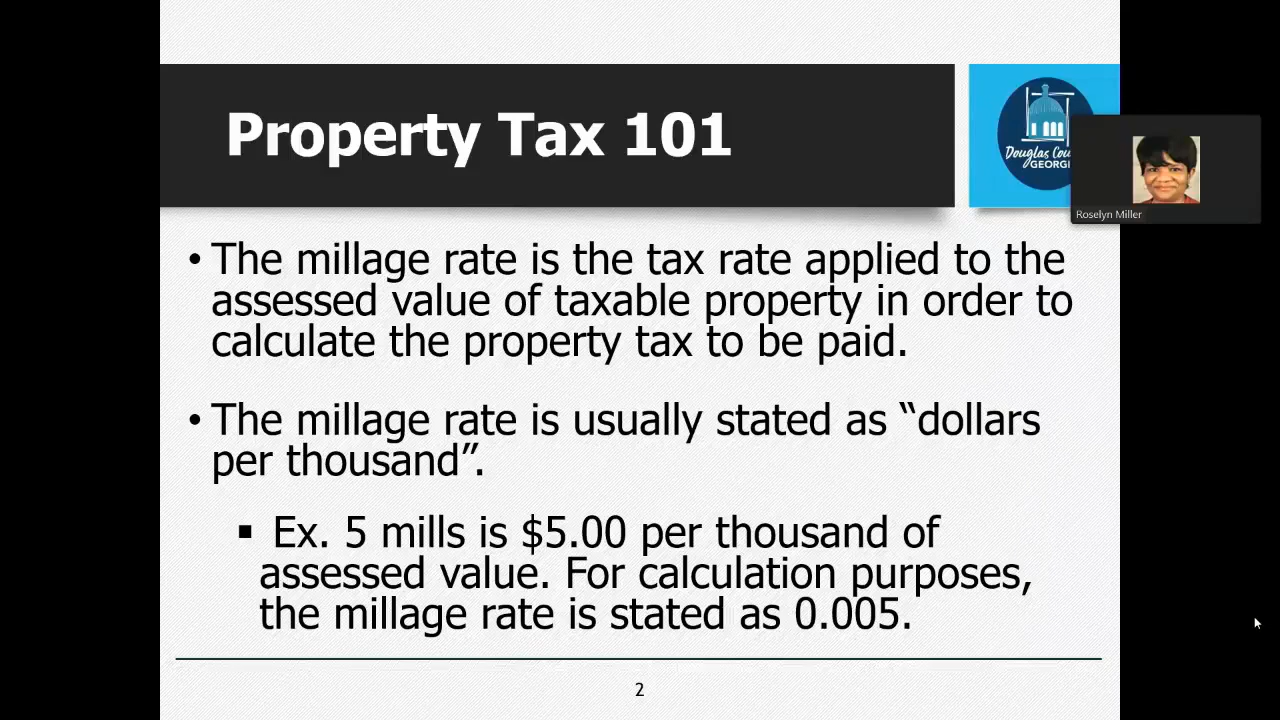 Property Tax 101
Douglas
GEORGI
Roselyn Miller
• The millage rate is the tax rate applied to the
assessed value of taxable property in order to
calculate the property tax to be paid.
• The millage rate is usually stated as “dollars
per thousand”.
▪ Ex. 5 mills is $5.00 per thousand of
assessed value. For calculation purposes,
the millage rate is stated as 0.005.
2